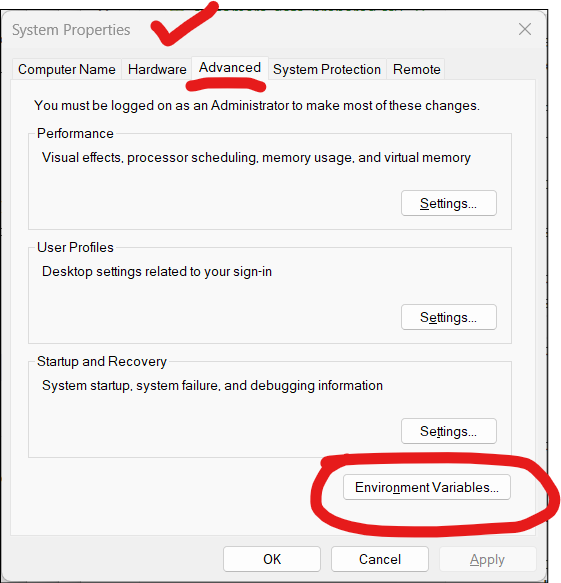 System Properties
Computer Name Hardware Advanced System Protection Remote
You must be logged on as an Administrator to make most of these changes.
Performance
Visual effects, processor scheduling, memory usage, and virtual memory
Settings...
User Profiles
Desktop settings related to your sign-in
Settings...
Startup and Recovery
System startup, system failure, and debugging information
Settings...
Environment Variables...
OK Cancel Apply